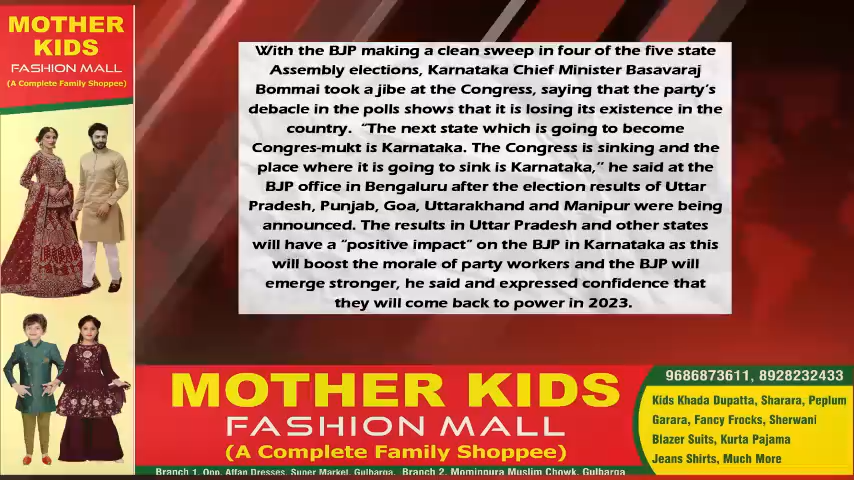 MOTHER
KIDS
FASHION MALL
(A Complete Family Shoppee)
With the BJP making a clean sweep in four of the five state
Assembly elections, Karnataka Chief Minister Basavaraj
Bommai took a jibe at the Congress, saying that the party's
debacle in the polls shows that it is losing its existence in the
country. “The next state which is going to become
Congres-mukt is Karnataka. The Congress is sinking and the
place where it is going to sink is Karnataka,” he said at the
BJP office in Bengaluru after the election results of Uttar
Pradesh, Punjab, Goa, Uttarakhand and Manipur were being
announced. The results in Uttar Pradesh and other states
will have a “positive impact” on the BJP in Karnataka as this
will boost the morale of party workers and the BJP will
emerge stronger, he said and expressed confidence that
they will come back to power in 2023.
MOTHER KIDS
FASHION MALL
(A Complete Family Shoppee)
Branch 1. Opp. Alfan Dresses, Super Market, Gulbarga. Branch 2. Mominpura Muslim Chowk, Gulbarga
9686873611, 8928232433
Kids Khada Dupatta, Sharara, Peplum
Garara, Fancy Frocks, Sherwani
Blazer Suits, Kurta Pajama
Jeans Shirts, Much More